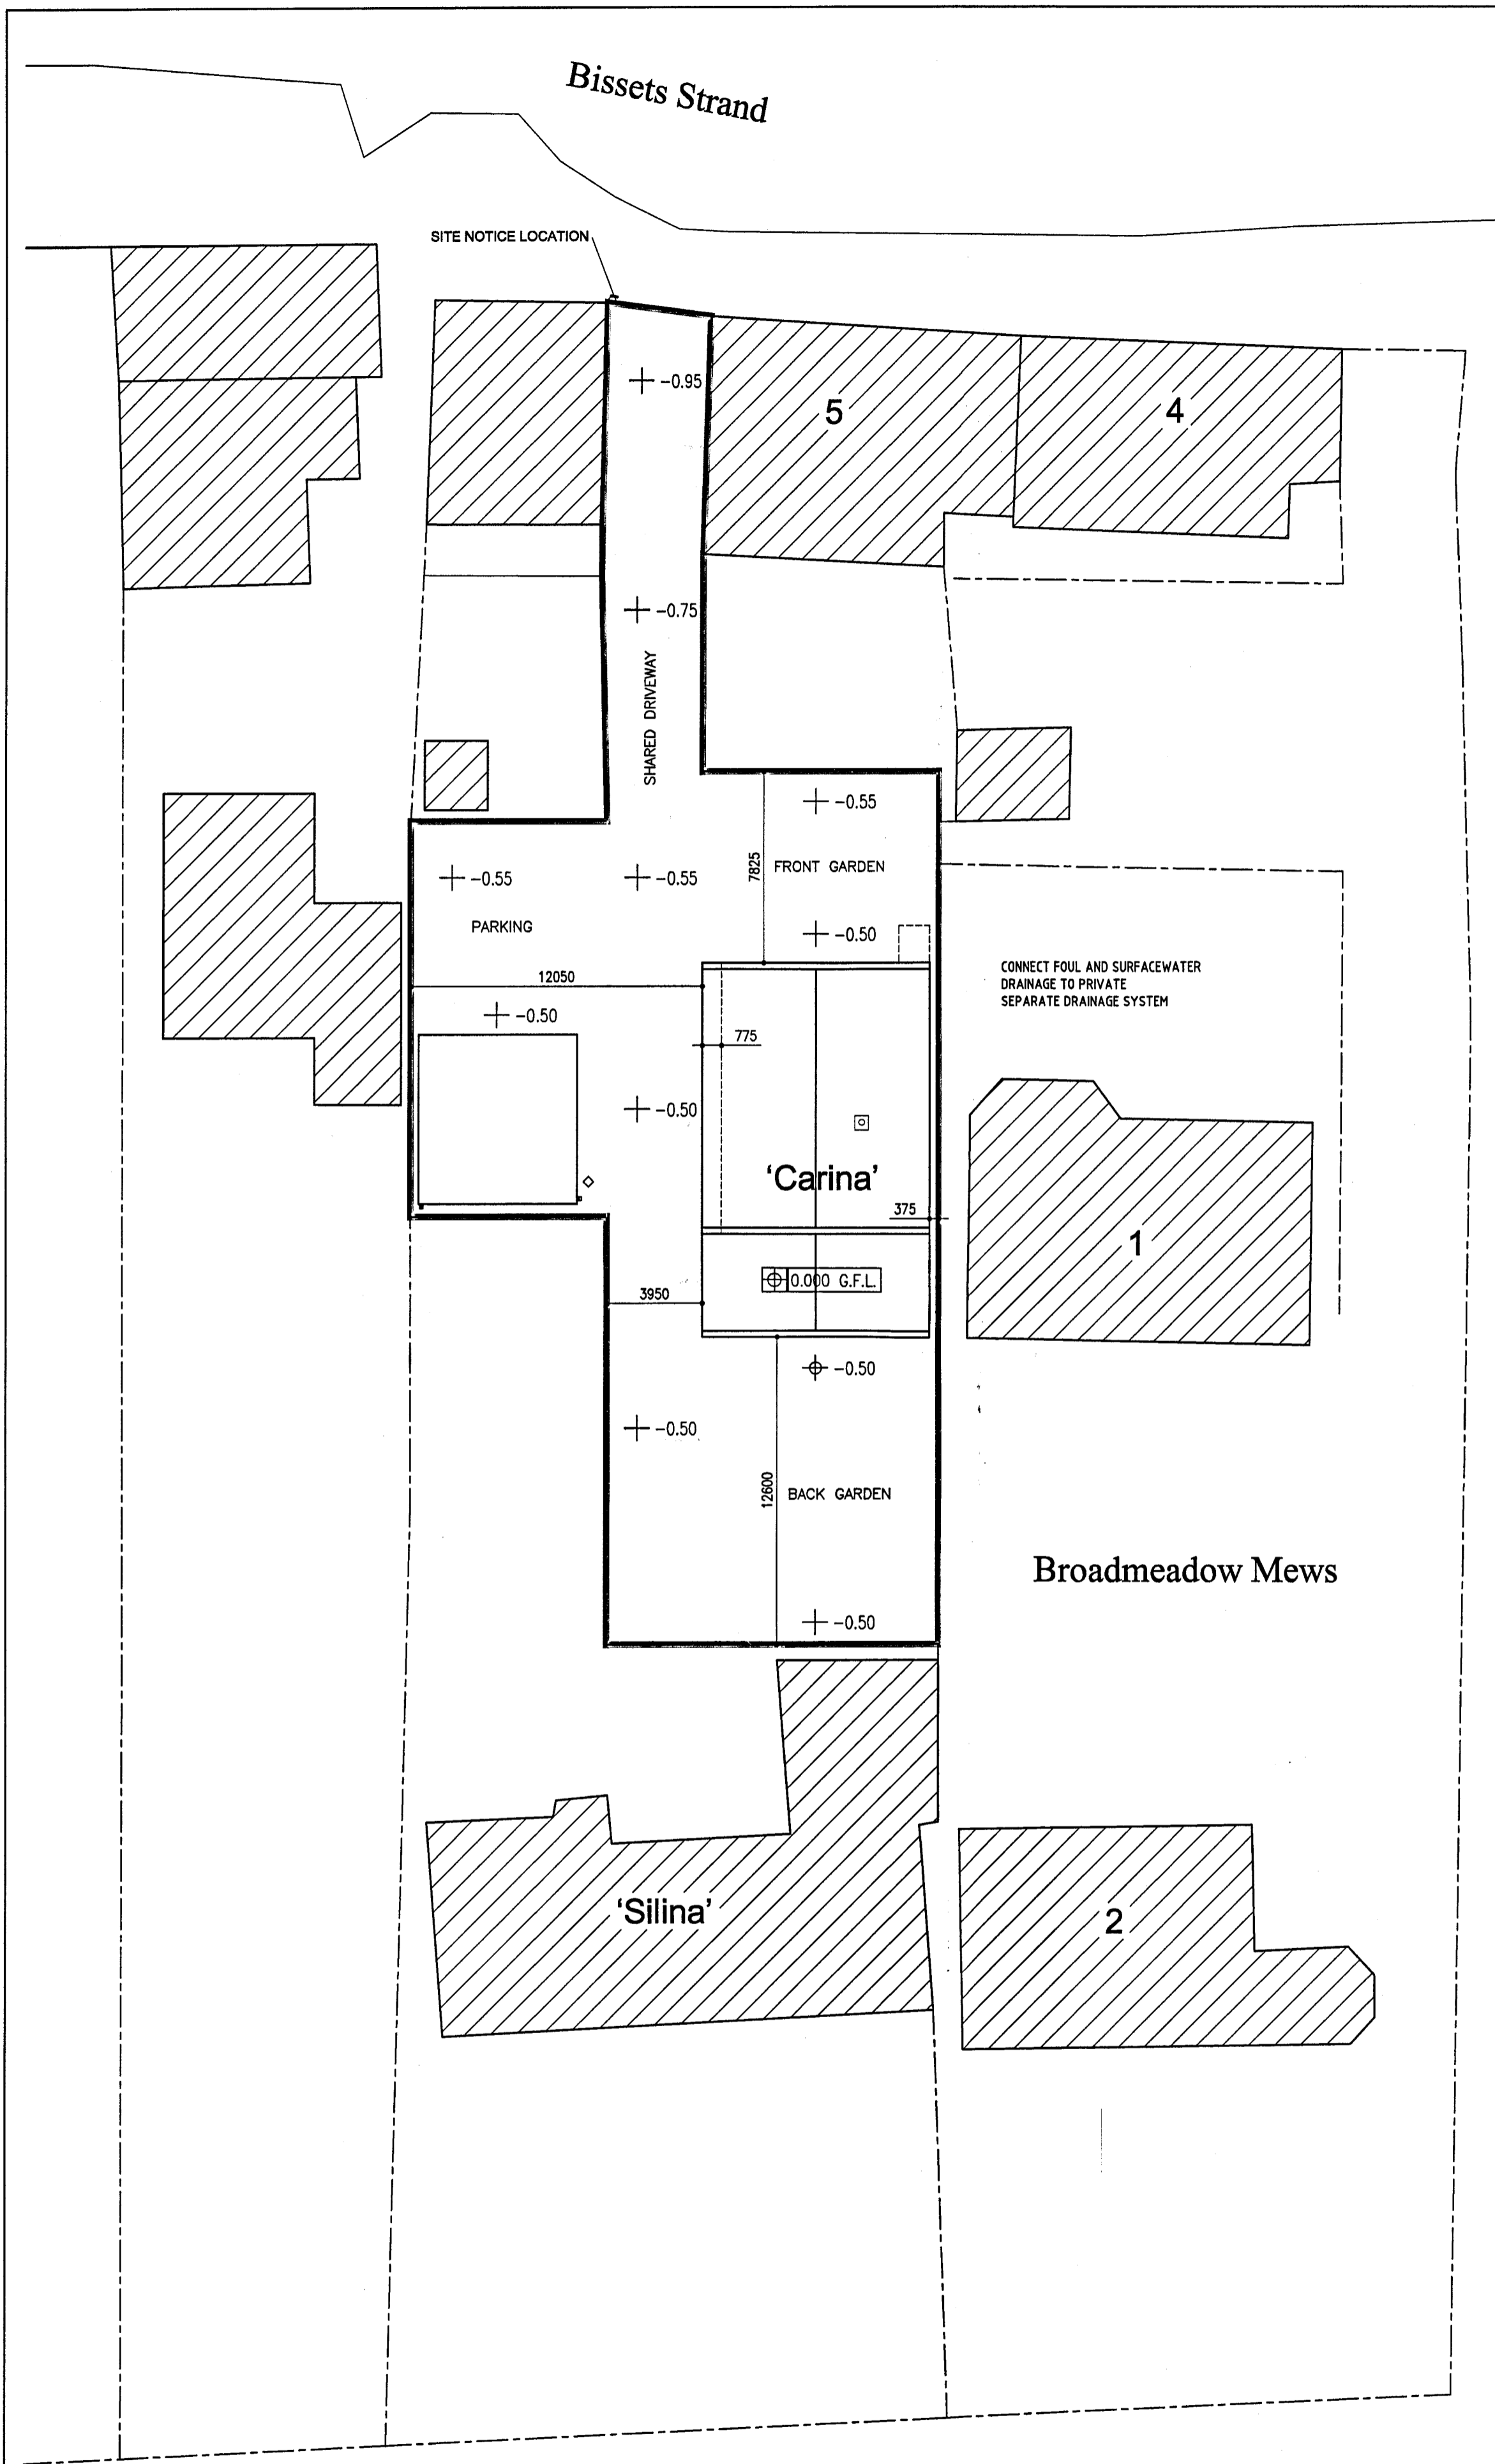 Bissets Strand
SITE NOTICE LOCATION
-0.95
5
4
-0.75
SHARED DRIVEWAY
-0.55
7825
FRONT GARDEN
-0.55
-0.55
PARKING
-0.50
CONNECT FOUL AND SURFACEWATER
DRAINAGE TO PRIVATE
SEPARATE DRAINAGE SYSTEM
12050
-0.50
775
-0.50
'Carina'
375
1
0.000 G.F.L.
3950
-0.50
-0.50
12600
BACK GARDEN
Broadmeadow Mews
-0.50
'Silina'
2